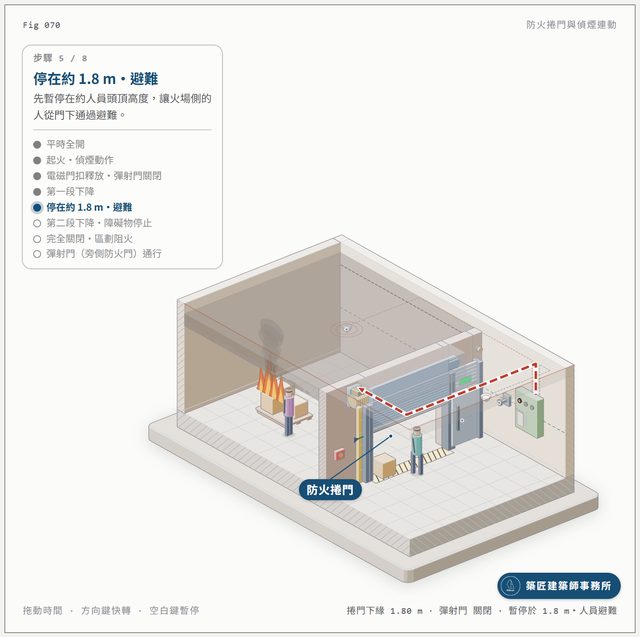 Fig 070
防火捲門與偵煙連動
步驟 5 / 8
停在約 1.8 m・避難
先暫停在約人員頭頂高度，讓火場側的
人從門下通過避難。
平時全開
起火・偵煙動作
電磁門扣釋放・彈射門關閉
第一段下降
停在約 1.8 m・避難
第二段下降・障礙物停止
完全關閉・區劃阻火
彈射門（旁側防火門）通行
防火捲門
築匠建築師事務所
拖動時間 · 方向鍵快轉 · 空白鍵暫停
捲門下緣 1.80 m · 彈射門 關閉 · 暫停於 1.8 m・人員避難